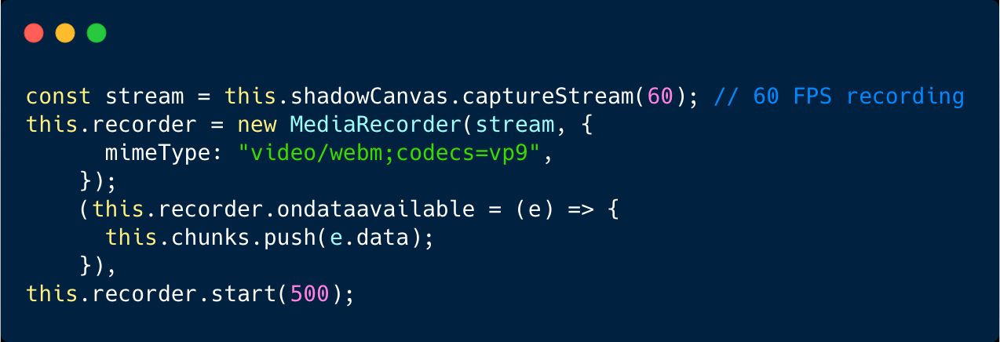 const stream = this.shadowCanvas.captureStream(60); // 60 FPS recording
this.recorder = new MediaRecorder(stream, {
      mimeType: "video/webm;codecs=vp9",
    });
    (this.recorder.ondataavailable = (e) => {
      this.chunks.push(e.data);
    }),
this.recorder.start(500);